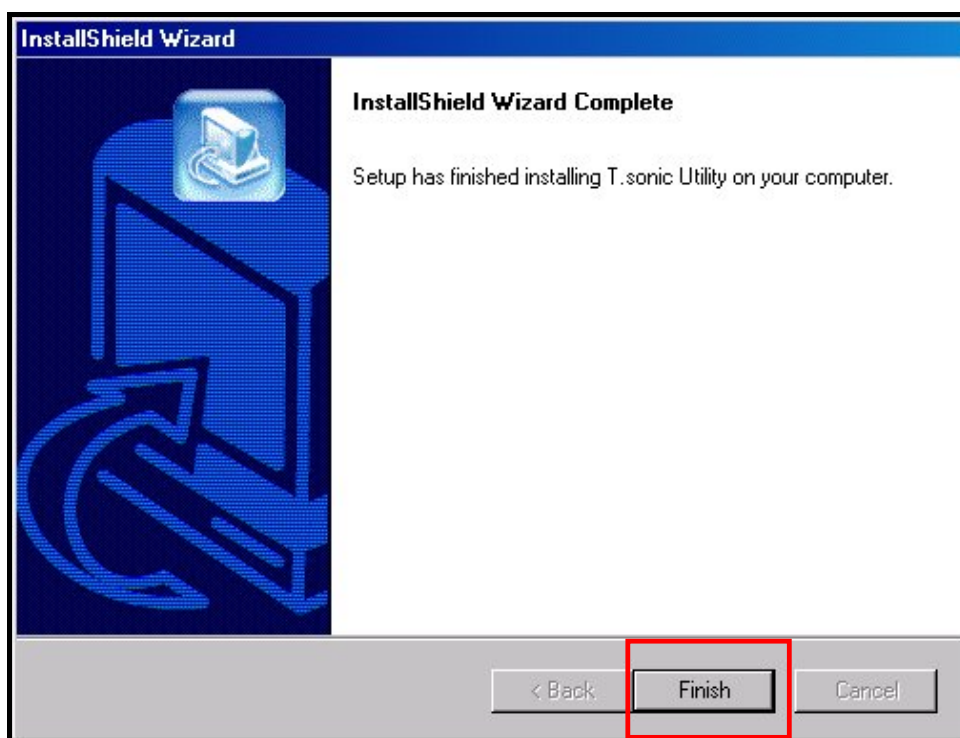 InstallShield Wizard
InstallShield Wizard Complete
Setup has finished installing T.sonic Utility on your computer.
< Back
Finish
Cancel